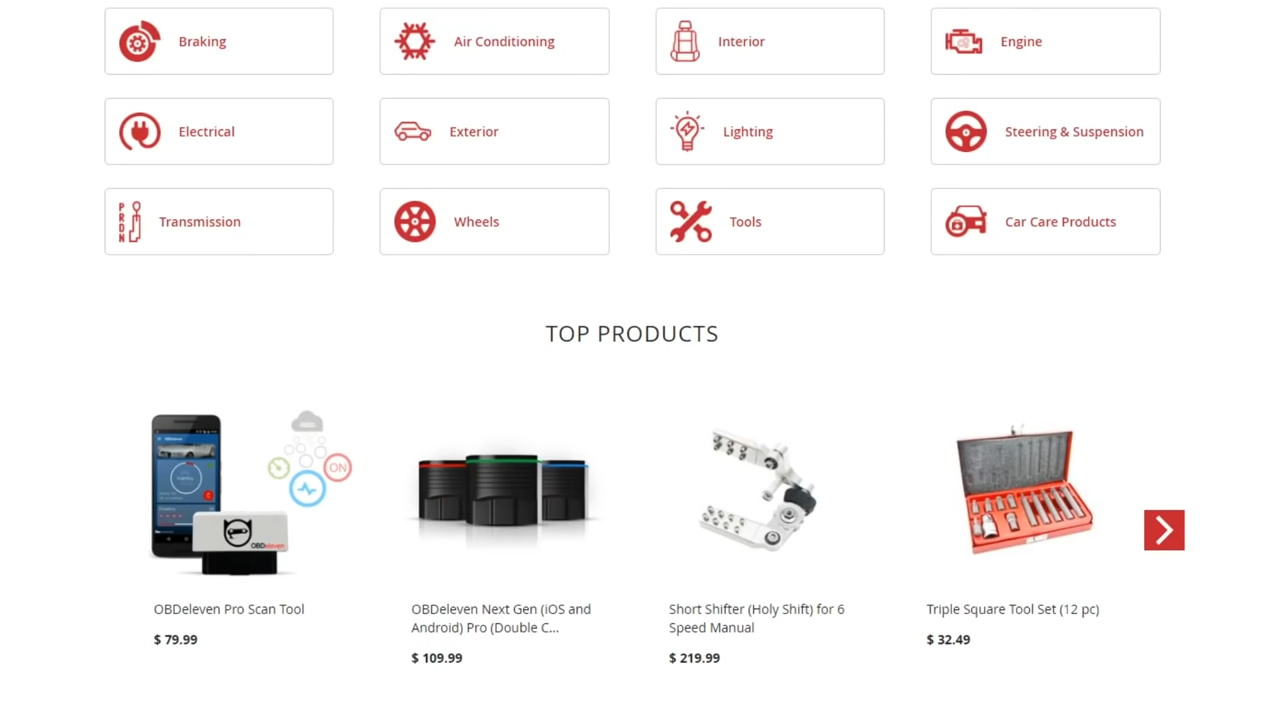 Braking
Air Conditioning
Interior
Engine
Electrical
Exterior
Lighting
Steering & Suspension
P
R
D
N
Transmission
Wheels
Tools
Car Care Products
TOP PRODUCTS
ON
OBDeleven
OBDeleven Pro Scan Tool
$ 79.99
OBDeleven Next Gen (iOS and
Android) Pro (Double C...
$ 109.99
Short Shifter (Holy Shift) for 6
Speed Manual
$ 219.99
Triple Square Tool Set (12 pc)
$ 32.49